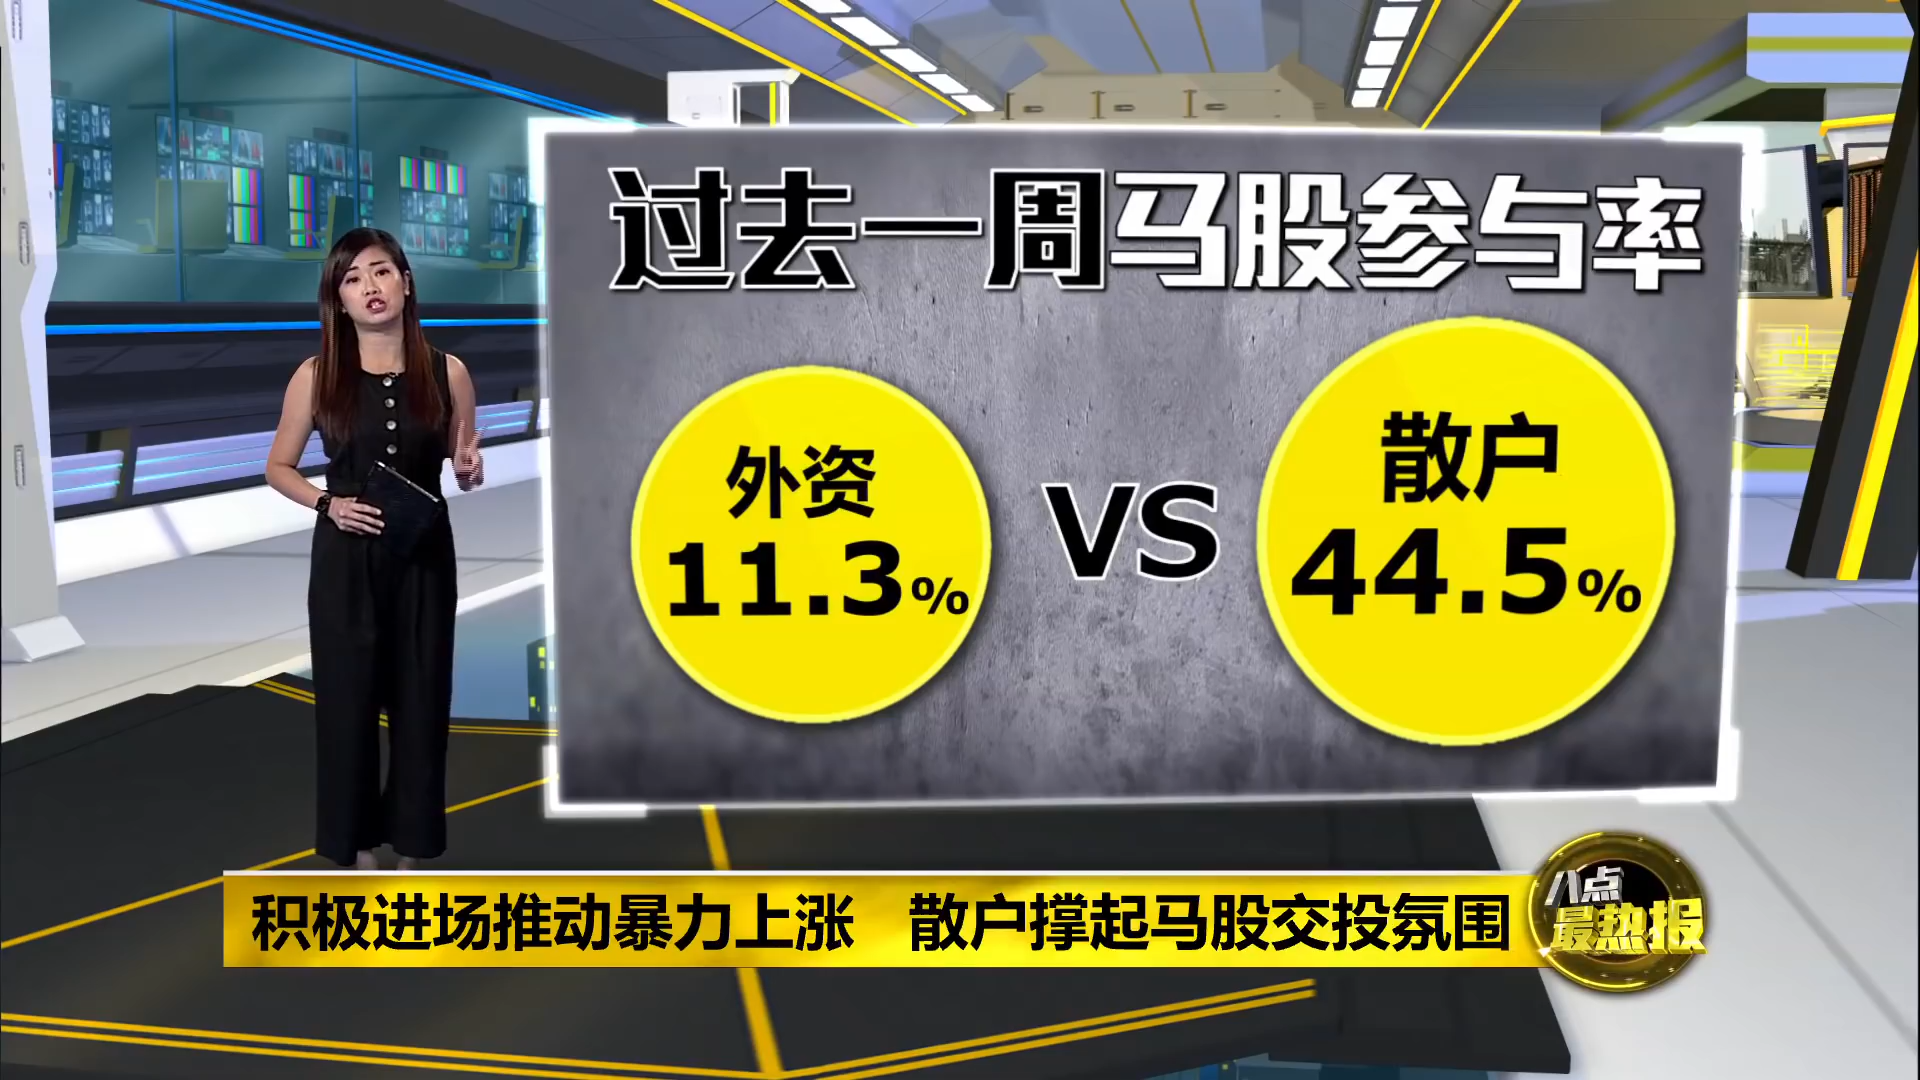 过去一周马股参与率
外资
11.3%
VS
散户
44.5%
积极进场推动暴力上涨 散户撑起马股交投氛围
八点
最热报